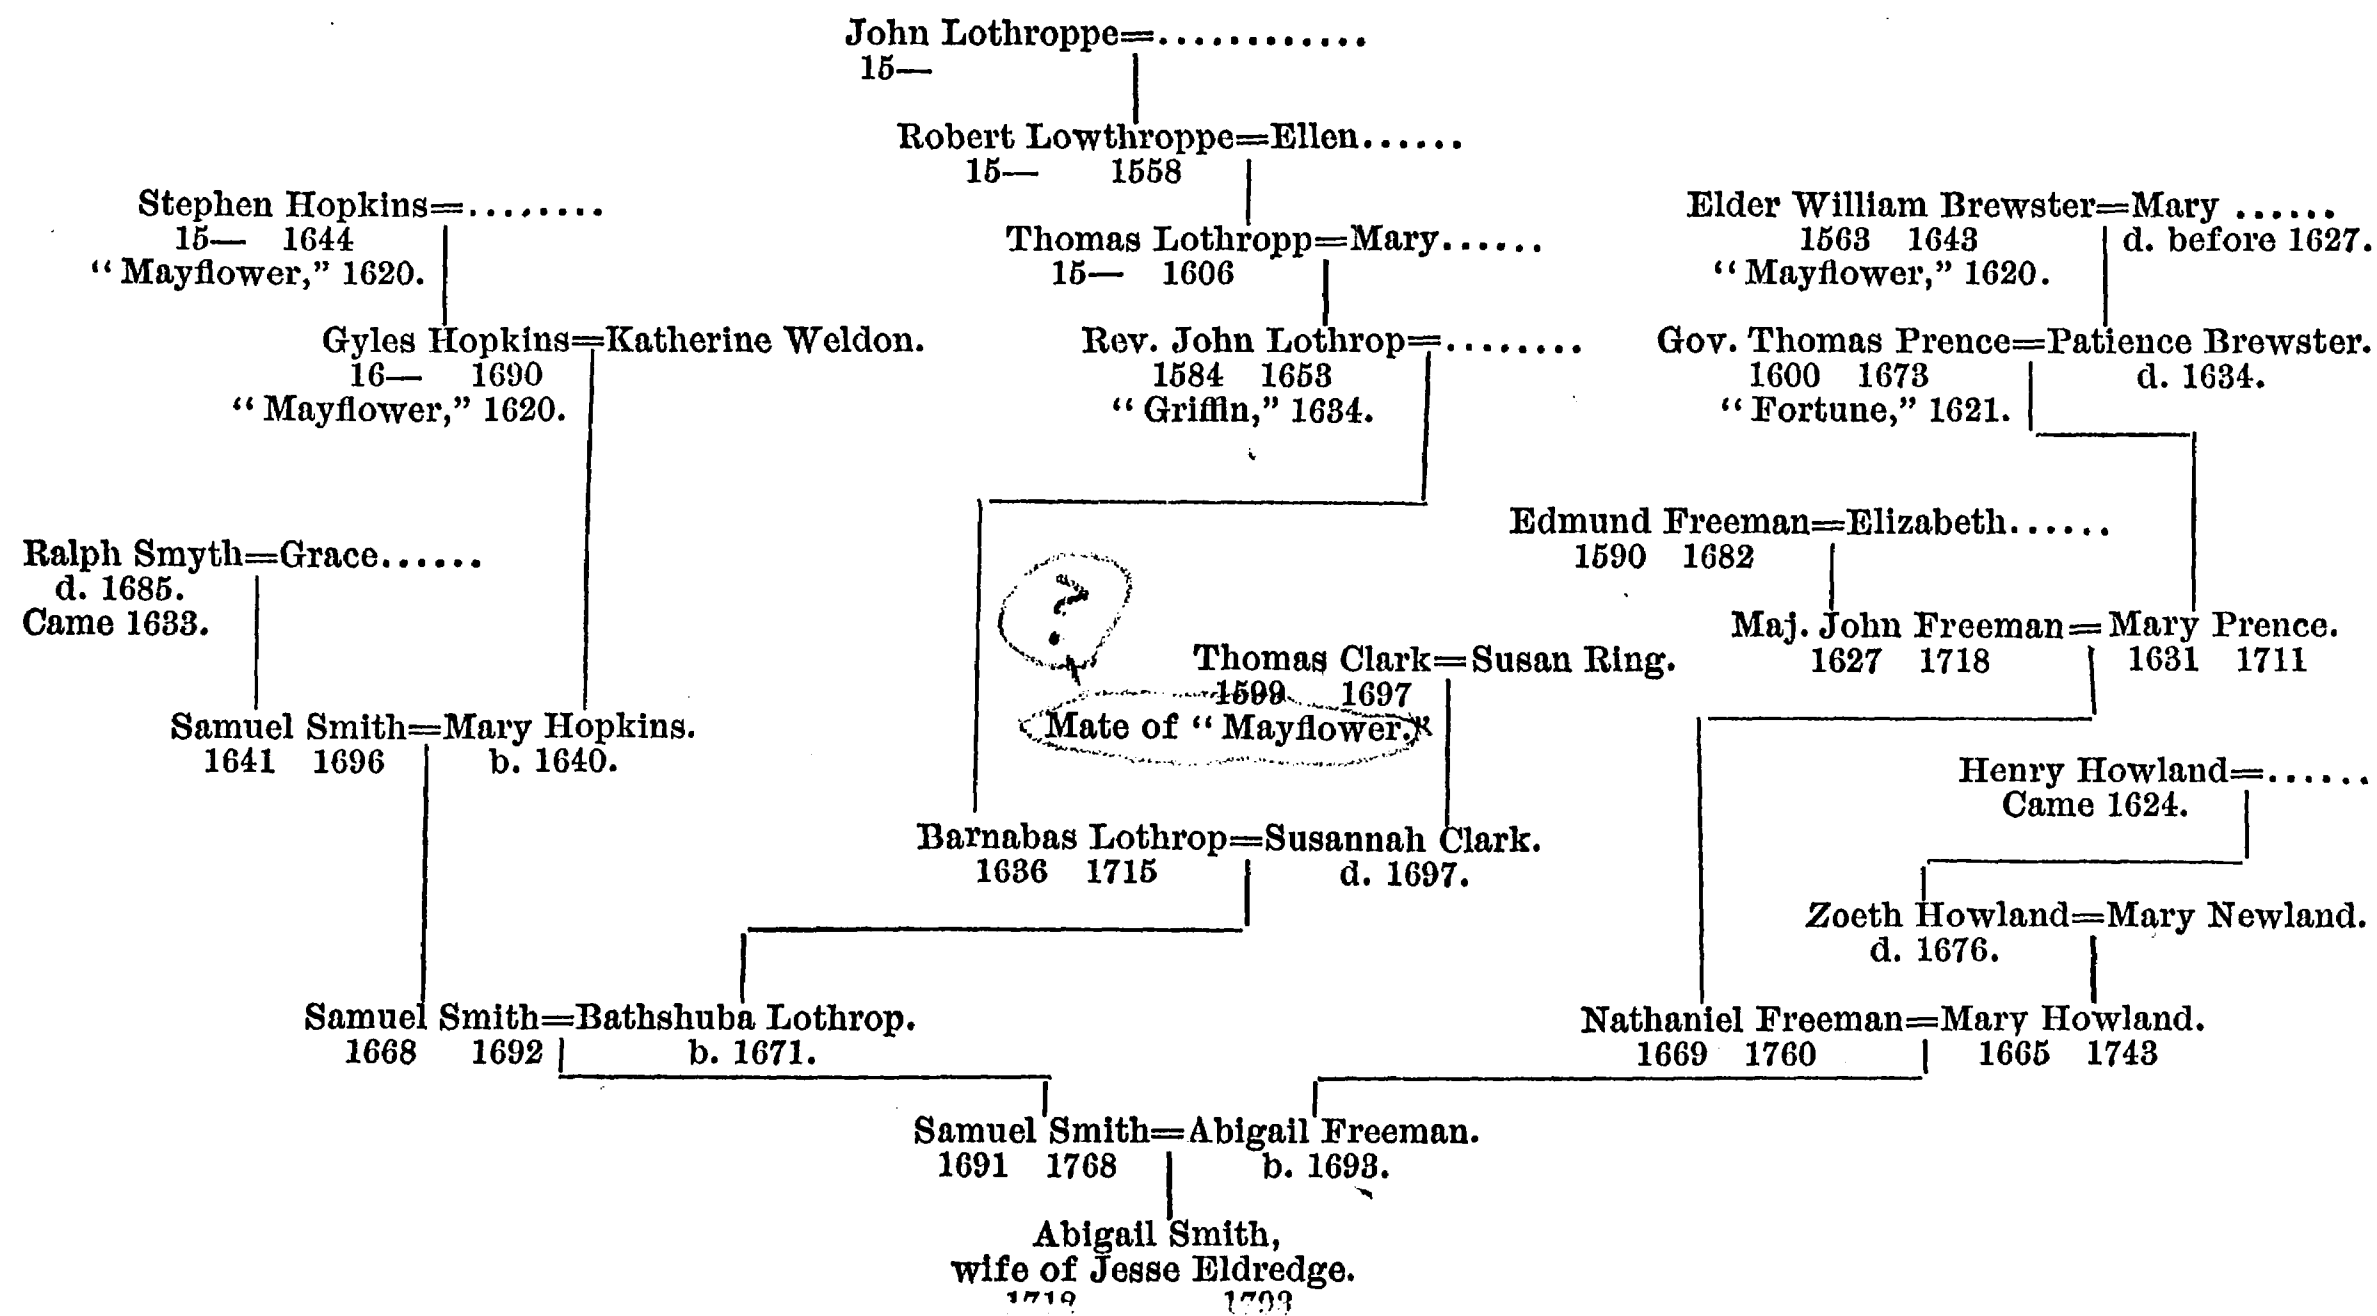 John Lothroppe=............
15—
Robert Lowthroppe=Ellen......
15— 1558
Stephen Hopkins=........
15— 1644
“Mayflower,” 1620.
Thomas Lothropp=Mary......
15— 1606
Elder William Brewster=Mary ......
1563 1643 d. before 1627.
“Mayflower,” 1620.
Gyles Hopkins=Katherine Weldon.
16— 1690
“Mayflower,” 1620.
Rev. John Lothrop=........
1584 1653
“Griffin,” 1634.
Gov. Thomas Prence=Patience Brewster.
1600 1673 d. 1634.
“Fortune,” 1621.
Edmund Freeman=Elizabeth......
1590 1682
Ralph Smyth=Grace......
d. 1685.
Came 1633.
?
Thomas Clark=Susan Ring.
1599 1697
Mate of “Mayflower.”
Maj. John Freeman=Mary Prence.
1627 1718 1631 1711
Samuel Smith=Mary Hopkins.
1641 1696 b. 1640.
Henry Howland=......
Came 1624.
Barnabas Lothrop=Susannah Clark.
1636 1715 d. 1697.
Zoeth Howland=Mary Newland.
d. 1676.
Samuel Smith=Bathshuba Lothrop.
1668 1692 b. 1671.
Nathaniel Freeman=Mary Howland.
1669 1760 1665 1743
Samuel Smith=Abigail Freeman.
1691 1768 b. 1693.
Abigail Smith,
wife of Jesse Eldredge.